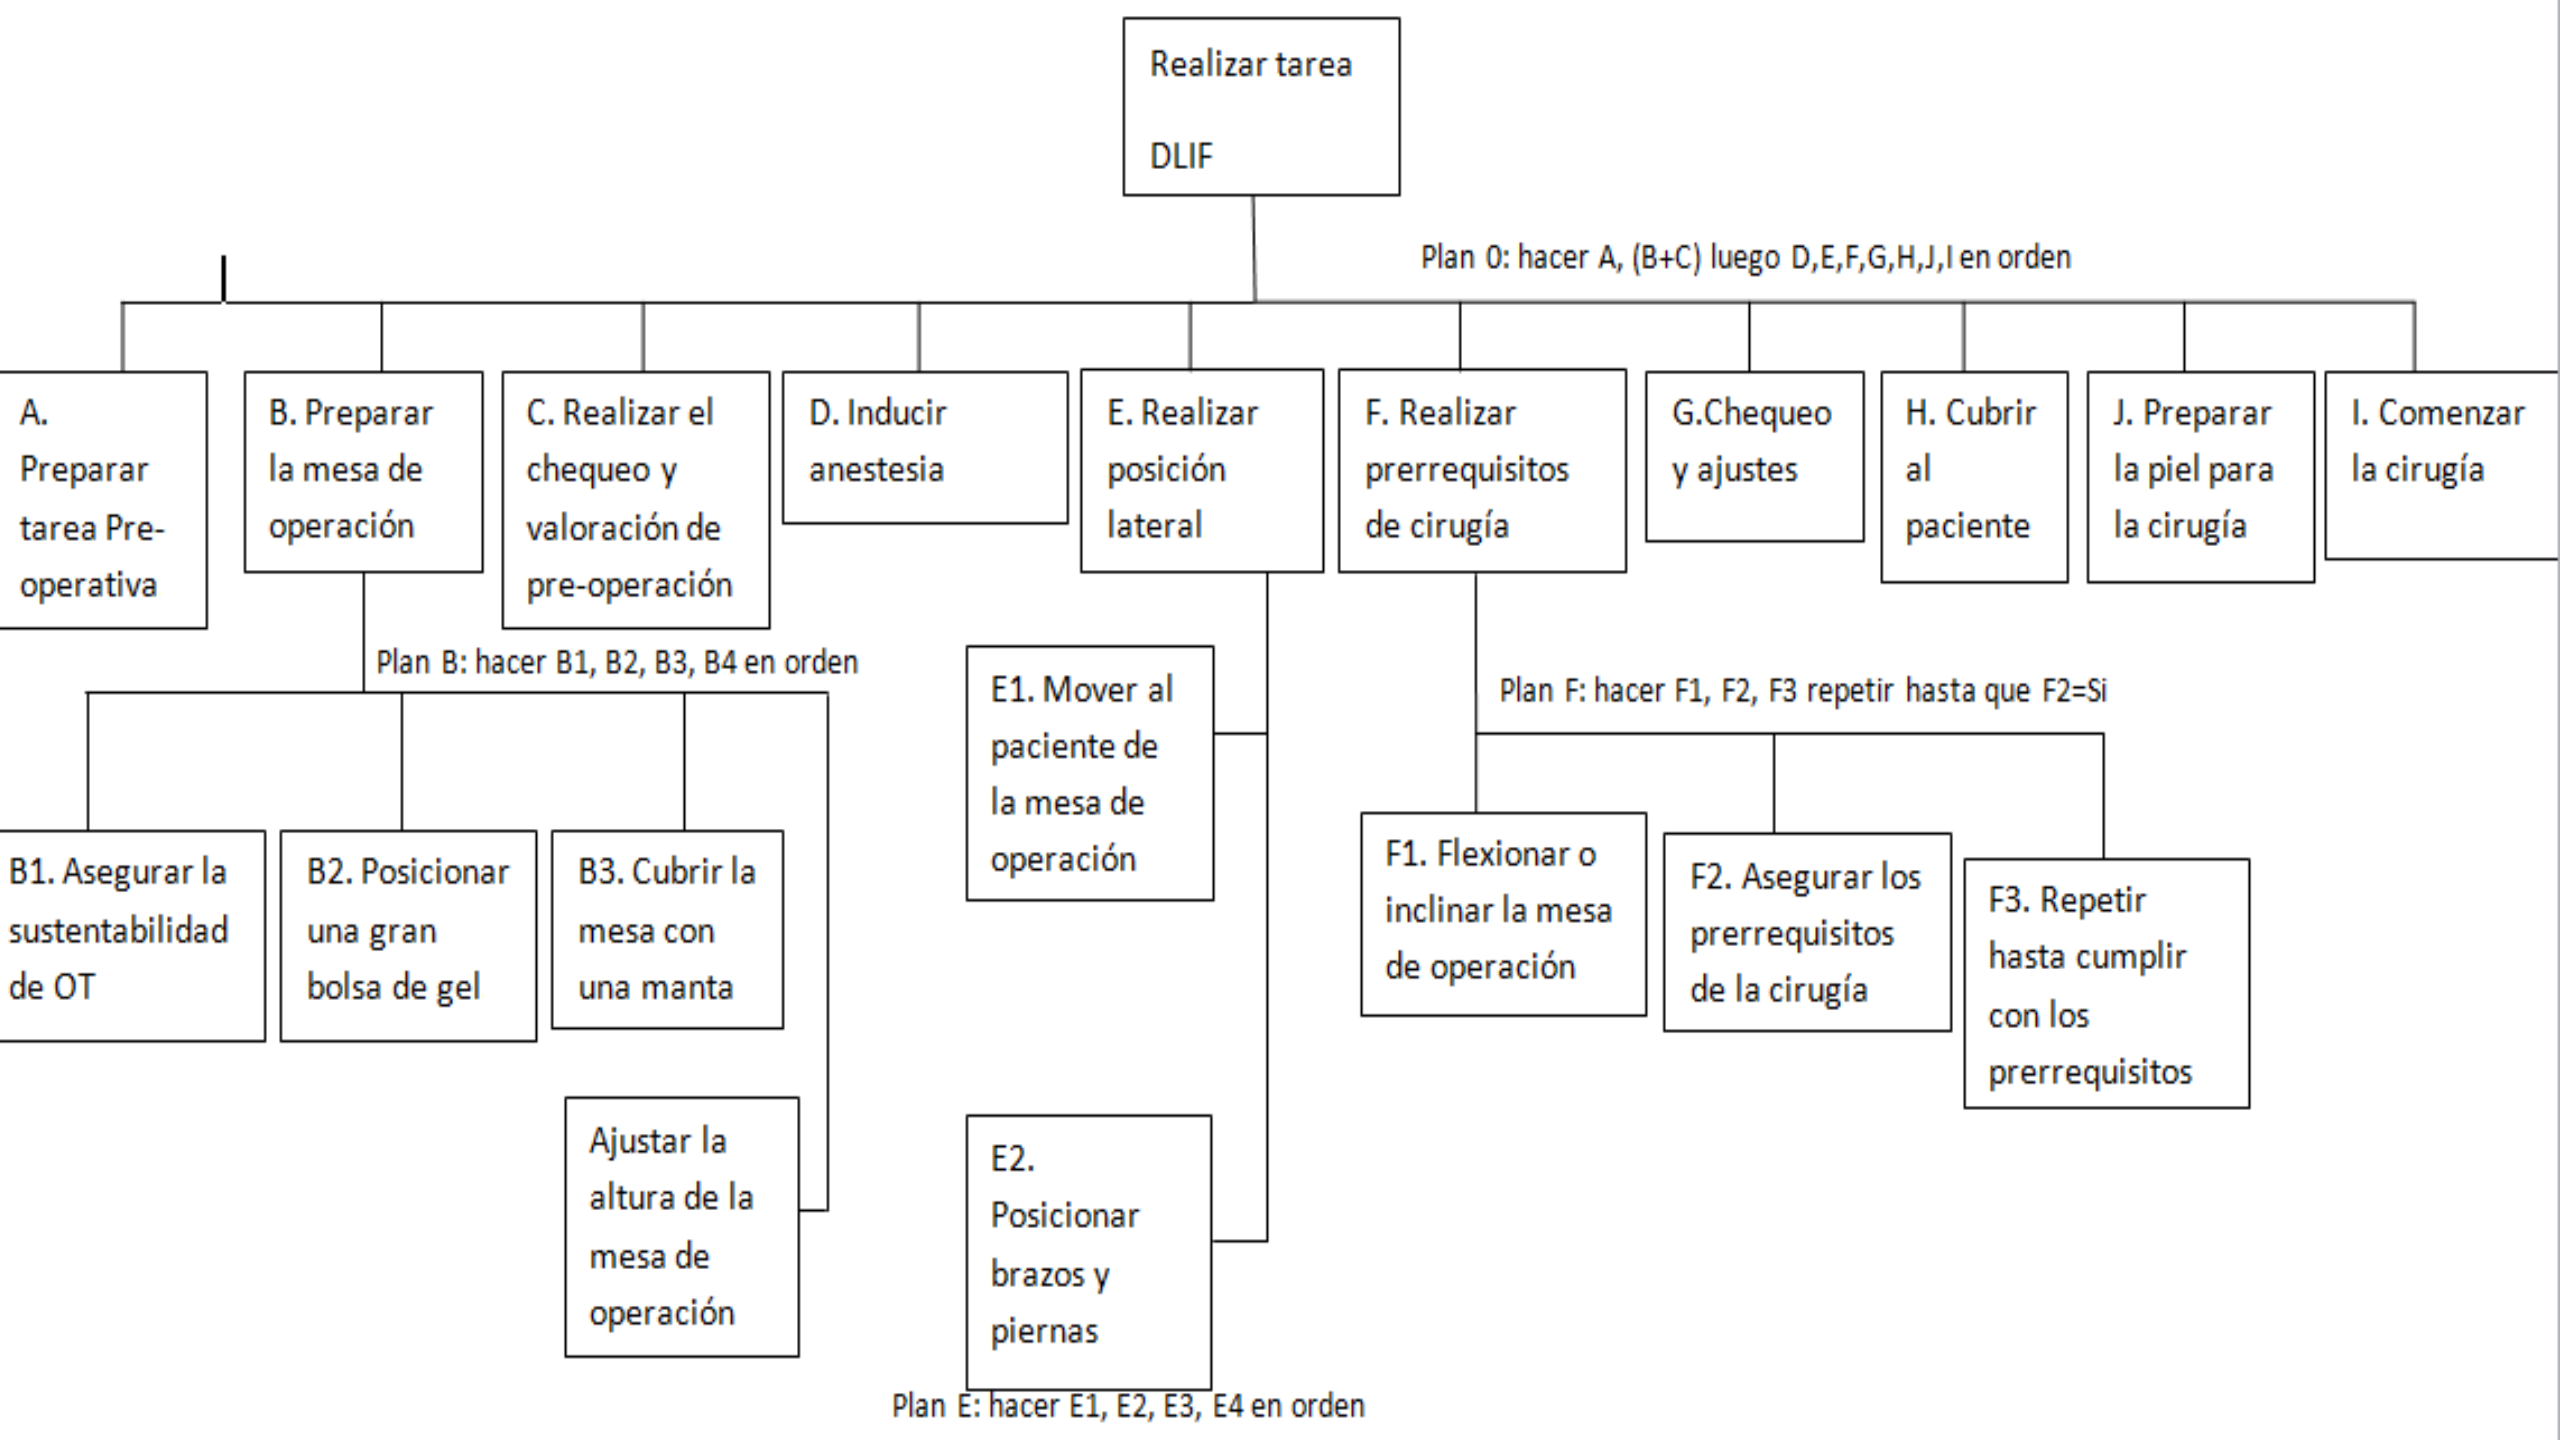 Realizar tarea
DLIF
Plan 0: hacer A, (B+C) luego D,E,F,G,H,J,I en orden
A.
Preparar
tarea Pre-
operativa
B. Preparar
la mesa de
operación
C. Realizar el
chequeo y
valoración de
pre-operación
D. Inducir
anestesia
E. Realizar
posición
lateral
F. Realizar
prerrequisitos
de cirugía
G.Chequeo
y ajustes
H. Cubrir
al
paciente
J. Preparar
la piel para
la cirugía
I. Comenzar
la cirugía
Plan B: hacer B1, B2, B3, B4 en orden
B1. Asegurar la
sustentabilidad
de OT
B2. Posicionar
una gran
bolsa de gel
B3. Cubrir la
mesa con
una manta
Ajustar la
altura de la
mesa de
operación
E1. Mover al
paciente de
la mesa de
operación
E2.
Posicionar
brazos y
piernas
Plan E: hacer E1, E2, E3, E4 en orden
Plan F: hacer F1, F2, F3 repetir hasta que F2=Si
F1. Flexionar o
inclinar la mesa
de operación
F2. Asegurar los
prerrequisitos
de la cirugía
F3. Repetir
hasta cumplir
con los
prerrequisitos